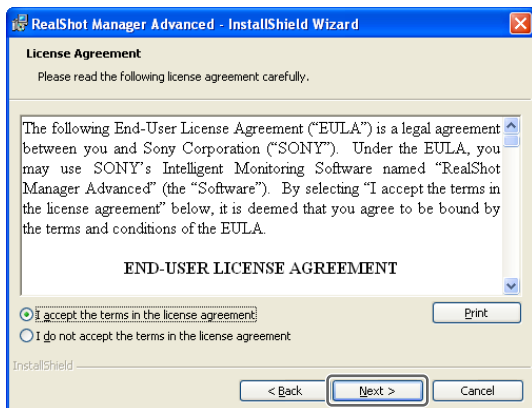 RealShot Manager Advanced - InstallShield Wizard
License Agreement
Please read the following license agreement carefully.
The following End-User License Agreement (“EULA”) is a legal agreement
between you and Sony Corporation (“SONY”). Under the EULA, you
may use SONY’s Intelligent Monitoring Software named “RealShot
Manager Advanced” (the “Software”). By selecting “I accept the terms in
the license agreement” below, it is deemed that you agree to be bound by
the terms and conditions of the EULA.
END-USER LICENSE AGREEMENT
I accept the terms in the license agreement
Print
I do not accept the terms in the license agreement
InstallShield
< Back
Next >
Cancel